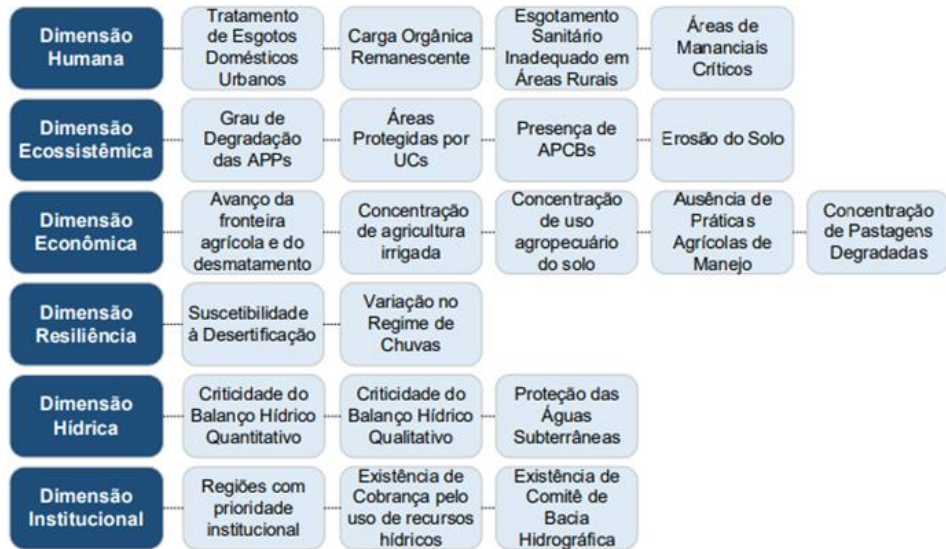 Dimensão
Humana
Tratamento
de Esgotos
Domésticos
Urbanos
Carga Orgânica
Remanescente
Esgotamento
Sanitário
Inadequado em
Áreas Rurais
Áreas de
Mananciais
Críticos
Dimensão
Ecossistêmica
Grau de
Degradação
das APPs
Áreas
Protegidas por
UCs
Presença de
APCBs
Erosão do Solo
Dimensão
Econômica
Avanço da
fronteira
agrícola e do
desmatamento
Concentração
de agricultura
irrigada
Concentração
de uso
agropecuário
do solo
Ausência de
Práticas
Agrícolas de
Manejo
Concentração
de Pastagens
Degradadas
Dimensão
Resiliência
Suscetibilidade
à Desertificação
Variação no
Regime de
Chuvas
Dimensão
Hídrica
Criticidade do
Balanço Hídrico
Quantitativo
Criticidade do
Balanço Hídrico
Qualitativo
Proteção das
Águas
Subterrâneas
Dimensão
Institucional
Regiões com
prioridade
institucional
Existência de
Cobrança pelo
uso de recursos
hídricos
Existência de
Comitê de
Bacia
Hidrográfica